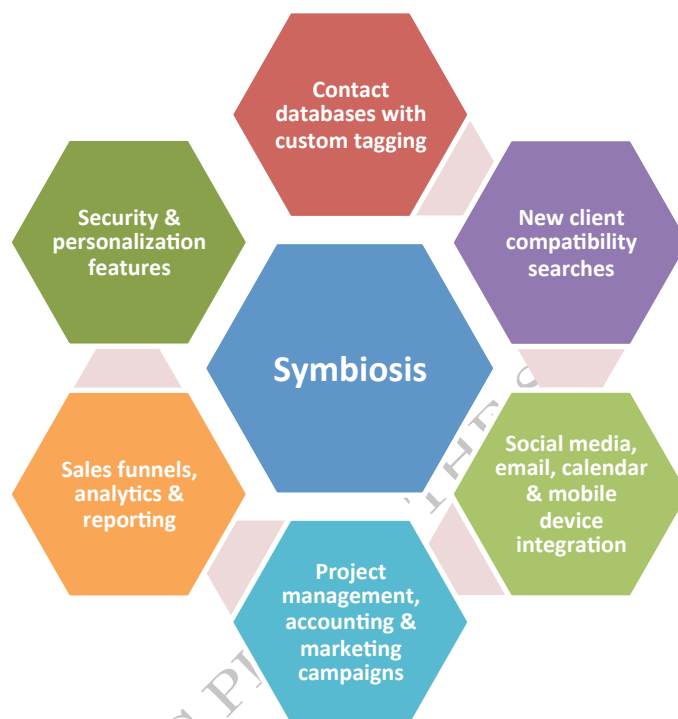 Contact
databases with
custom tagging
Security &
personalization
features
New client
compatibility
searches
Symbiosis
Sales funnels,
analytics &
reporting
Social media,
email, calendar
& mobile
device
integration
Project
management,
accounting &
marketing
campaigns